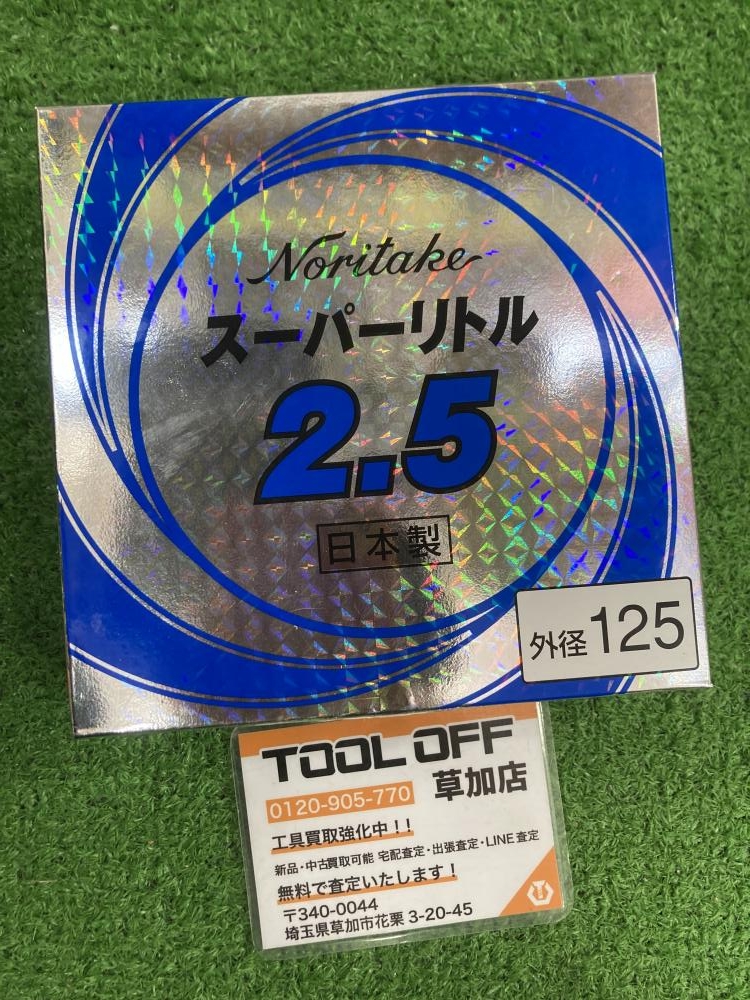 Noritake
スーパーリトル
2.5
日本製
外径125
TOOL OFF
草加店
0120-905-770
工具買取強化中！！
新品・中古買取可能 宅配査定・出張査定・LINE査定
無料で査定いたします！
〒340-0044
埼玉県草加市花栗 3-20-45